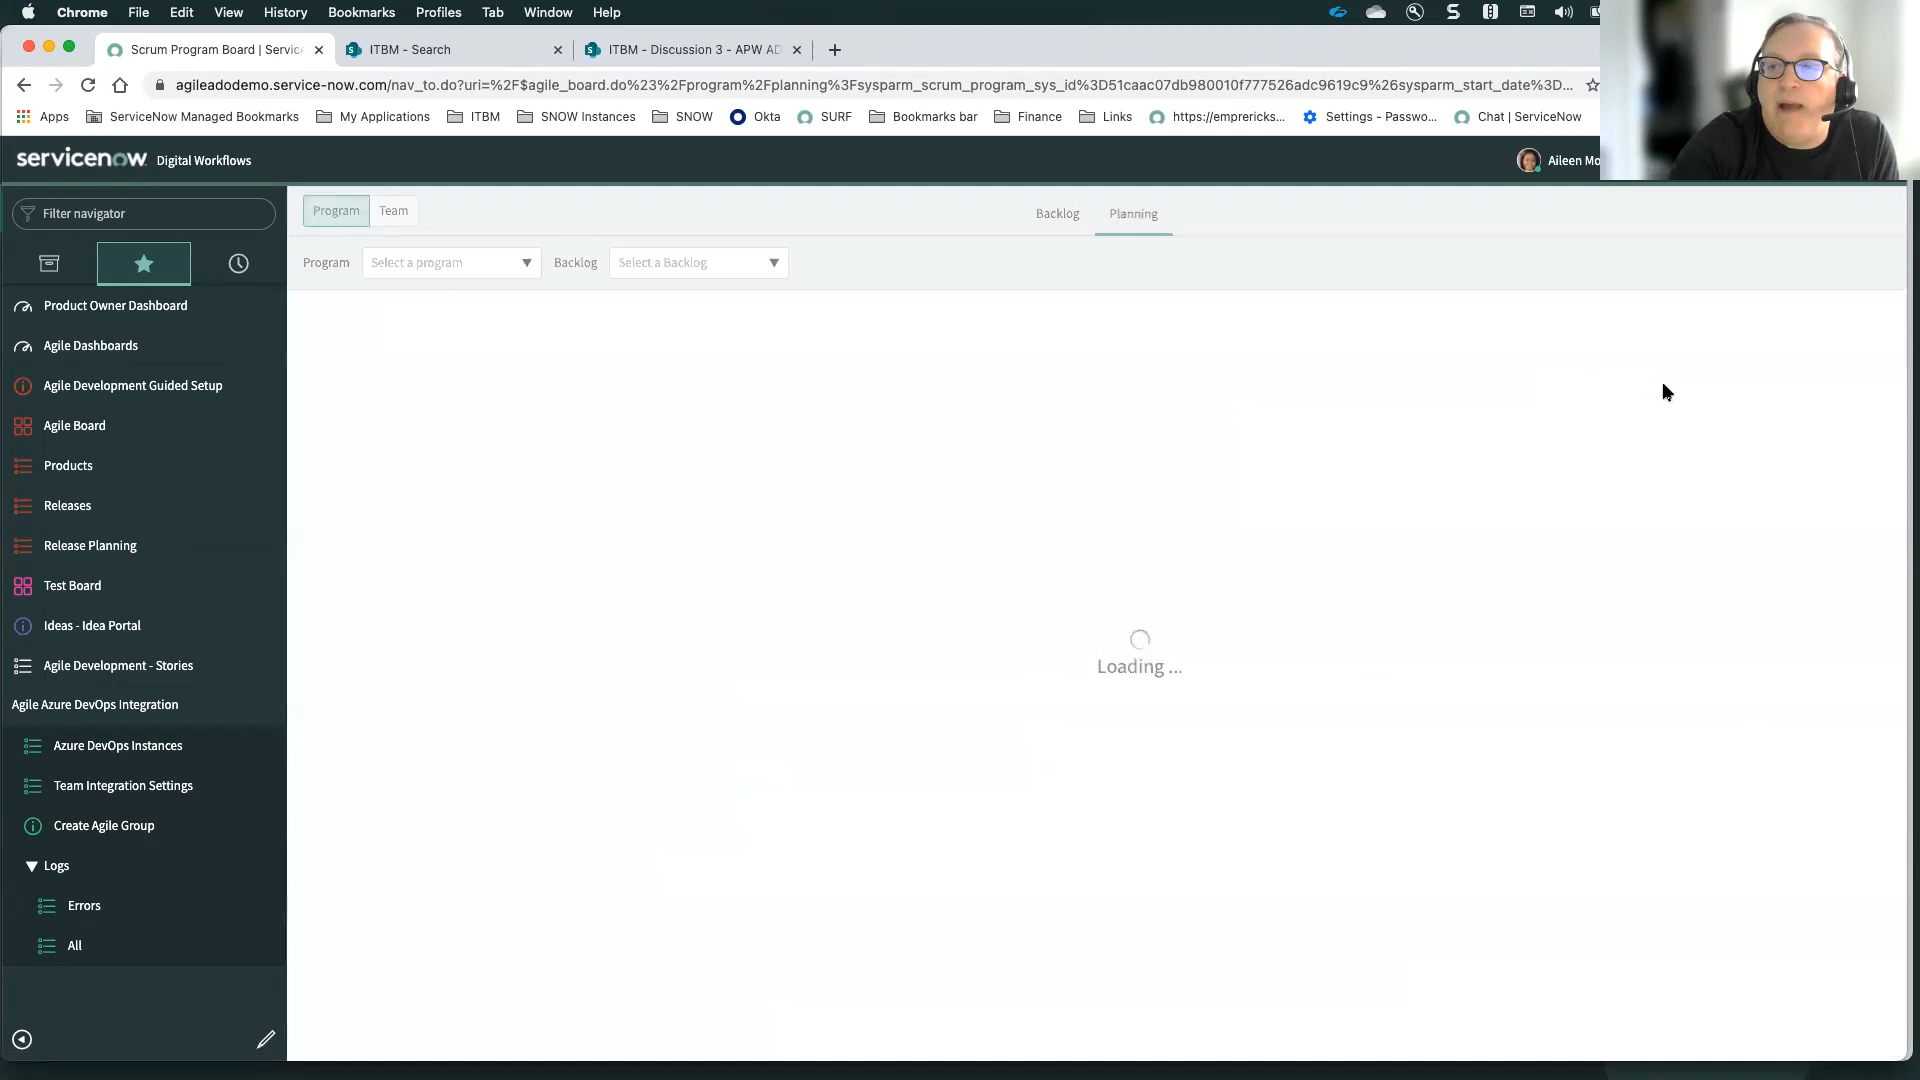 Chrome File Edit View History Bookmarks Profiles Tab Window Help
Scrum Program Board | Service
ITBM - Search
ITBM - Discussion 3 - APW AD
agileadodemo.service-now.com/nav_to.do?uri=%2F$agile_board.do%23%2Fprogram%2Fplanning%3Fsysparm_scrum_program_sys_id%3D51caac07db980010f777526adc9619c9%26sysparm_start_date%3D...
Apps ServiceNow Managed Bookmarks My Applications ITBM SNOW Instances SNOW Okta SURF Bookmarks bar Finance Links https://emprericks... Settings - Passwo... Chat | ServiceNow
servicenow Digital Workflows
Aileen Mo
Filter navigator
Program Team
Backlog Planning
Program Select a program Backlog Select a Backlog
Product Owner Dashboard
Agile Dashboards
Agile Development Guided Setup
Agile Board
Products
Releases
Release Planning
Test Board
Ideas - Idea Portal
Agile Development - Stories
Agile Azure DevOps Integration
Azure DevOps Instances
Team Integration Settings
Create Agile Group
Logs
Errors
All
Loading ...